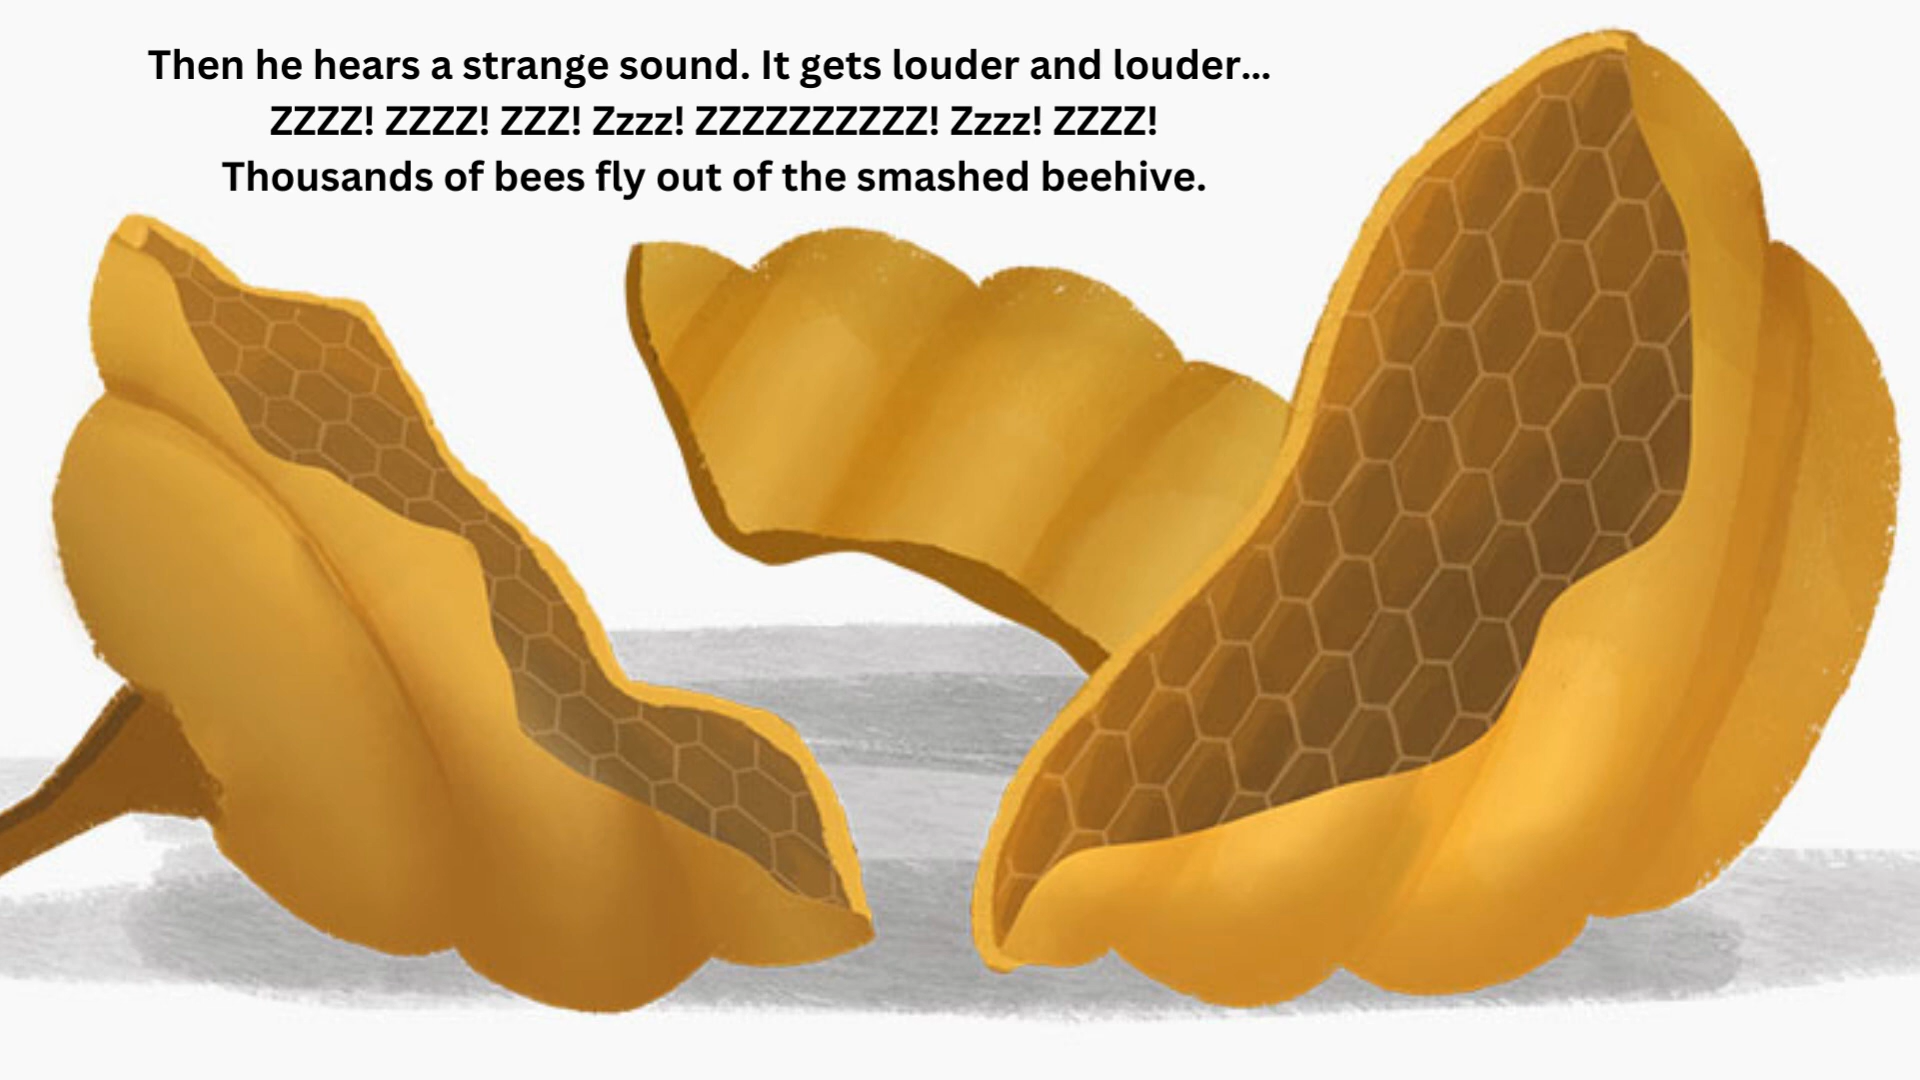 Then he hears a strange sound. It gets louder and louder...
ZZZZ! ZZZZ! ZZZ! Zzzz! ZZZZZZZZZZ! Zzzz! ZZZZ!
Thousands of bees fly out of the smashed beehive.